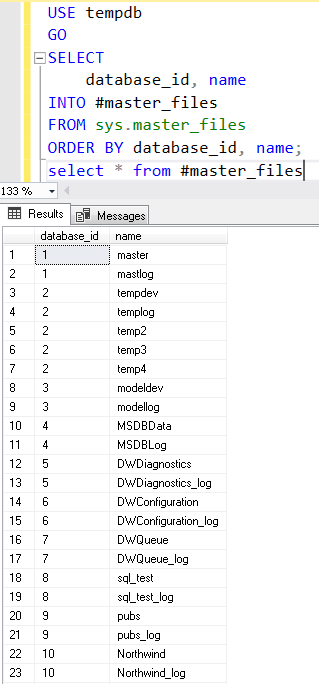 USE tempdb
GO
SELECT
database_id, name
INTO #master_files
FROM sys.master_files
ORDER BY database_id, name;
select * from #master_files
133 %
Results Messages
database_id name
1 1 master
2 1 mastlog
3 2 tempdev
4 2 templog
5 2 temp2
6 2 temp3
7 2 temp4
8 3 modeldev
9 3 modellog
10 4 MSDBData
11 4 MSDBLog
12 5 DWDiagnostics
13 5 DWDiagnostics_log
14 6 DWConfiguration
15 6 DWConfiguration_log
16 7 DWQueue
17 7 DWQueue_log
18 8 sql_test
19 8 sql_test_log
20 9 pubs
21 9 pubs_log
22 10 Northwind
23 10 Northwind_log